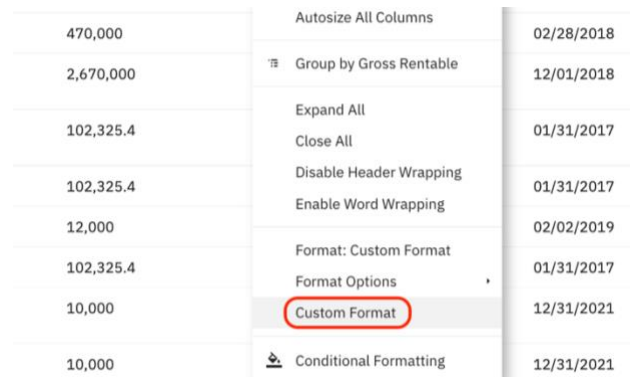 Autosize All Columns
470,000 02/28/2018
Group by Gross Rentable
2,670,000 12/01/2018
Expand All
102,325.4 01/31/2017
Close All
Disable Header Wrapping
102,325.4 01/31/2017
Enable Word Wrapping
12,000 02/02/2019
Format: Custom Format
102,325.4 01/31/2017
Format Options
10,000 Custom Format 12/31/2021
10,000 Conditional Formatting 12/31/2021